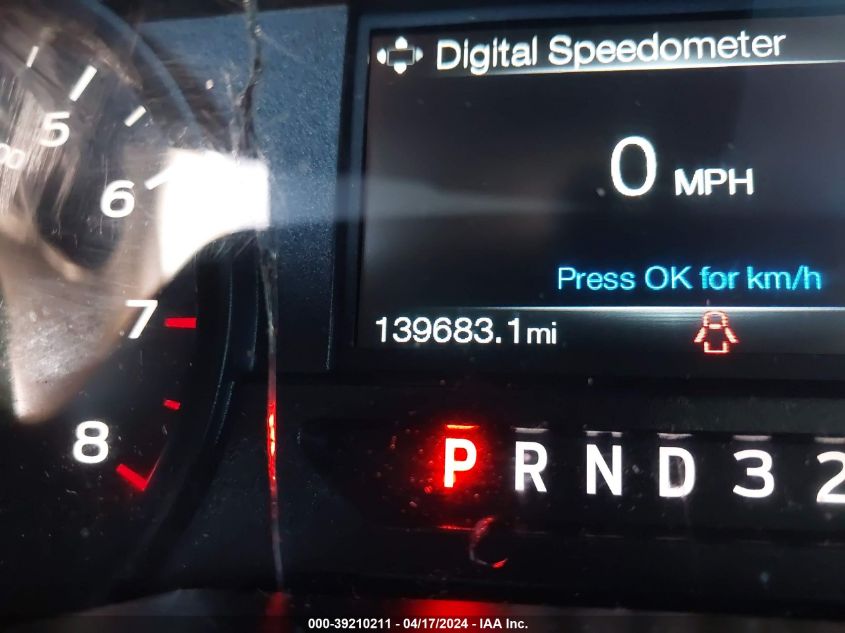 Digital Speedometer
5
6
0 MPH
Press OK for km/h
7
139683.1mi
8
P R N D 3 2
000-39210211 - 04/17/2024 - IAA Inc.